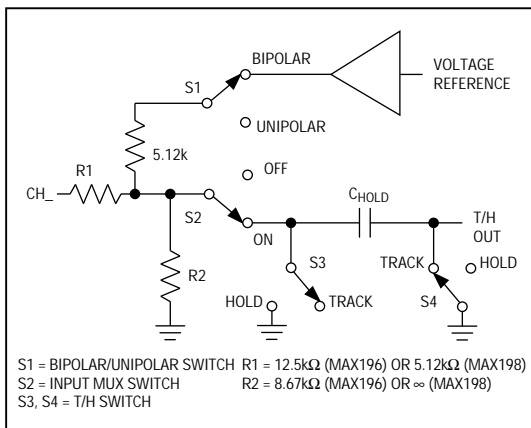 BIPOLAR
VOLTAGE
REFERENCE
S1
UNIPOLAR
5.12k
OFF
R1
CH_
S2
ON
CHOLD
T/H
OUT
S3
TRACK
HOLD
R2
HOLD
TRACK
S4
S1 = BIPOLAR/UNIPOLAR SWITCH R1 = 12.5kΩ (MAX196) OR 5.12kΩ (MAX198)
S2 = INPUT MUX SWITCH R2 = 8.67kΩ (MAX196) OR ∞ (MAX198)
S3, S4 = T/H SWITCH